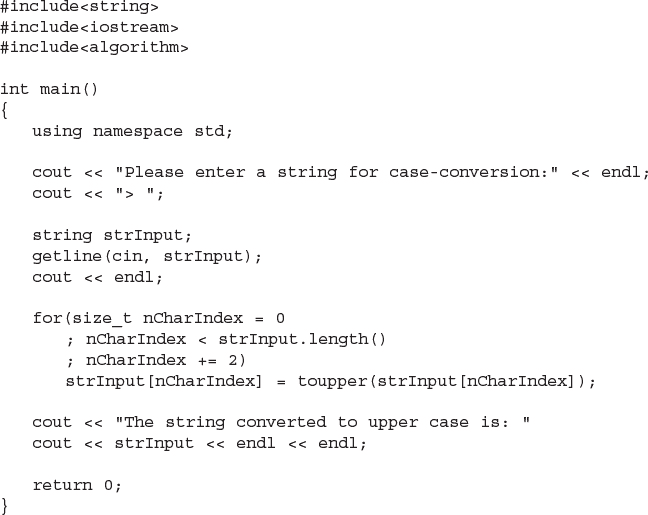 #include<string>
#include<iostream>
#include<algorithm>
int main()
{
using namespace std;
cout << "Please enter a string for case-conversion:" << endl;
cout << "> ";
string strInput;
getline(cin, strInput);
cout << endl;
for(size_t nCharIndex = 0
; nCharIndex < strInput.length()
; nCharIndex += 2)
strInput[nCharIndex] = toupper(strInput[nCharIndex]);
cout << "The string converted to upper case is: "
cout << strInput << endl << endl;
return 0;
}